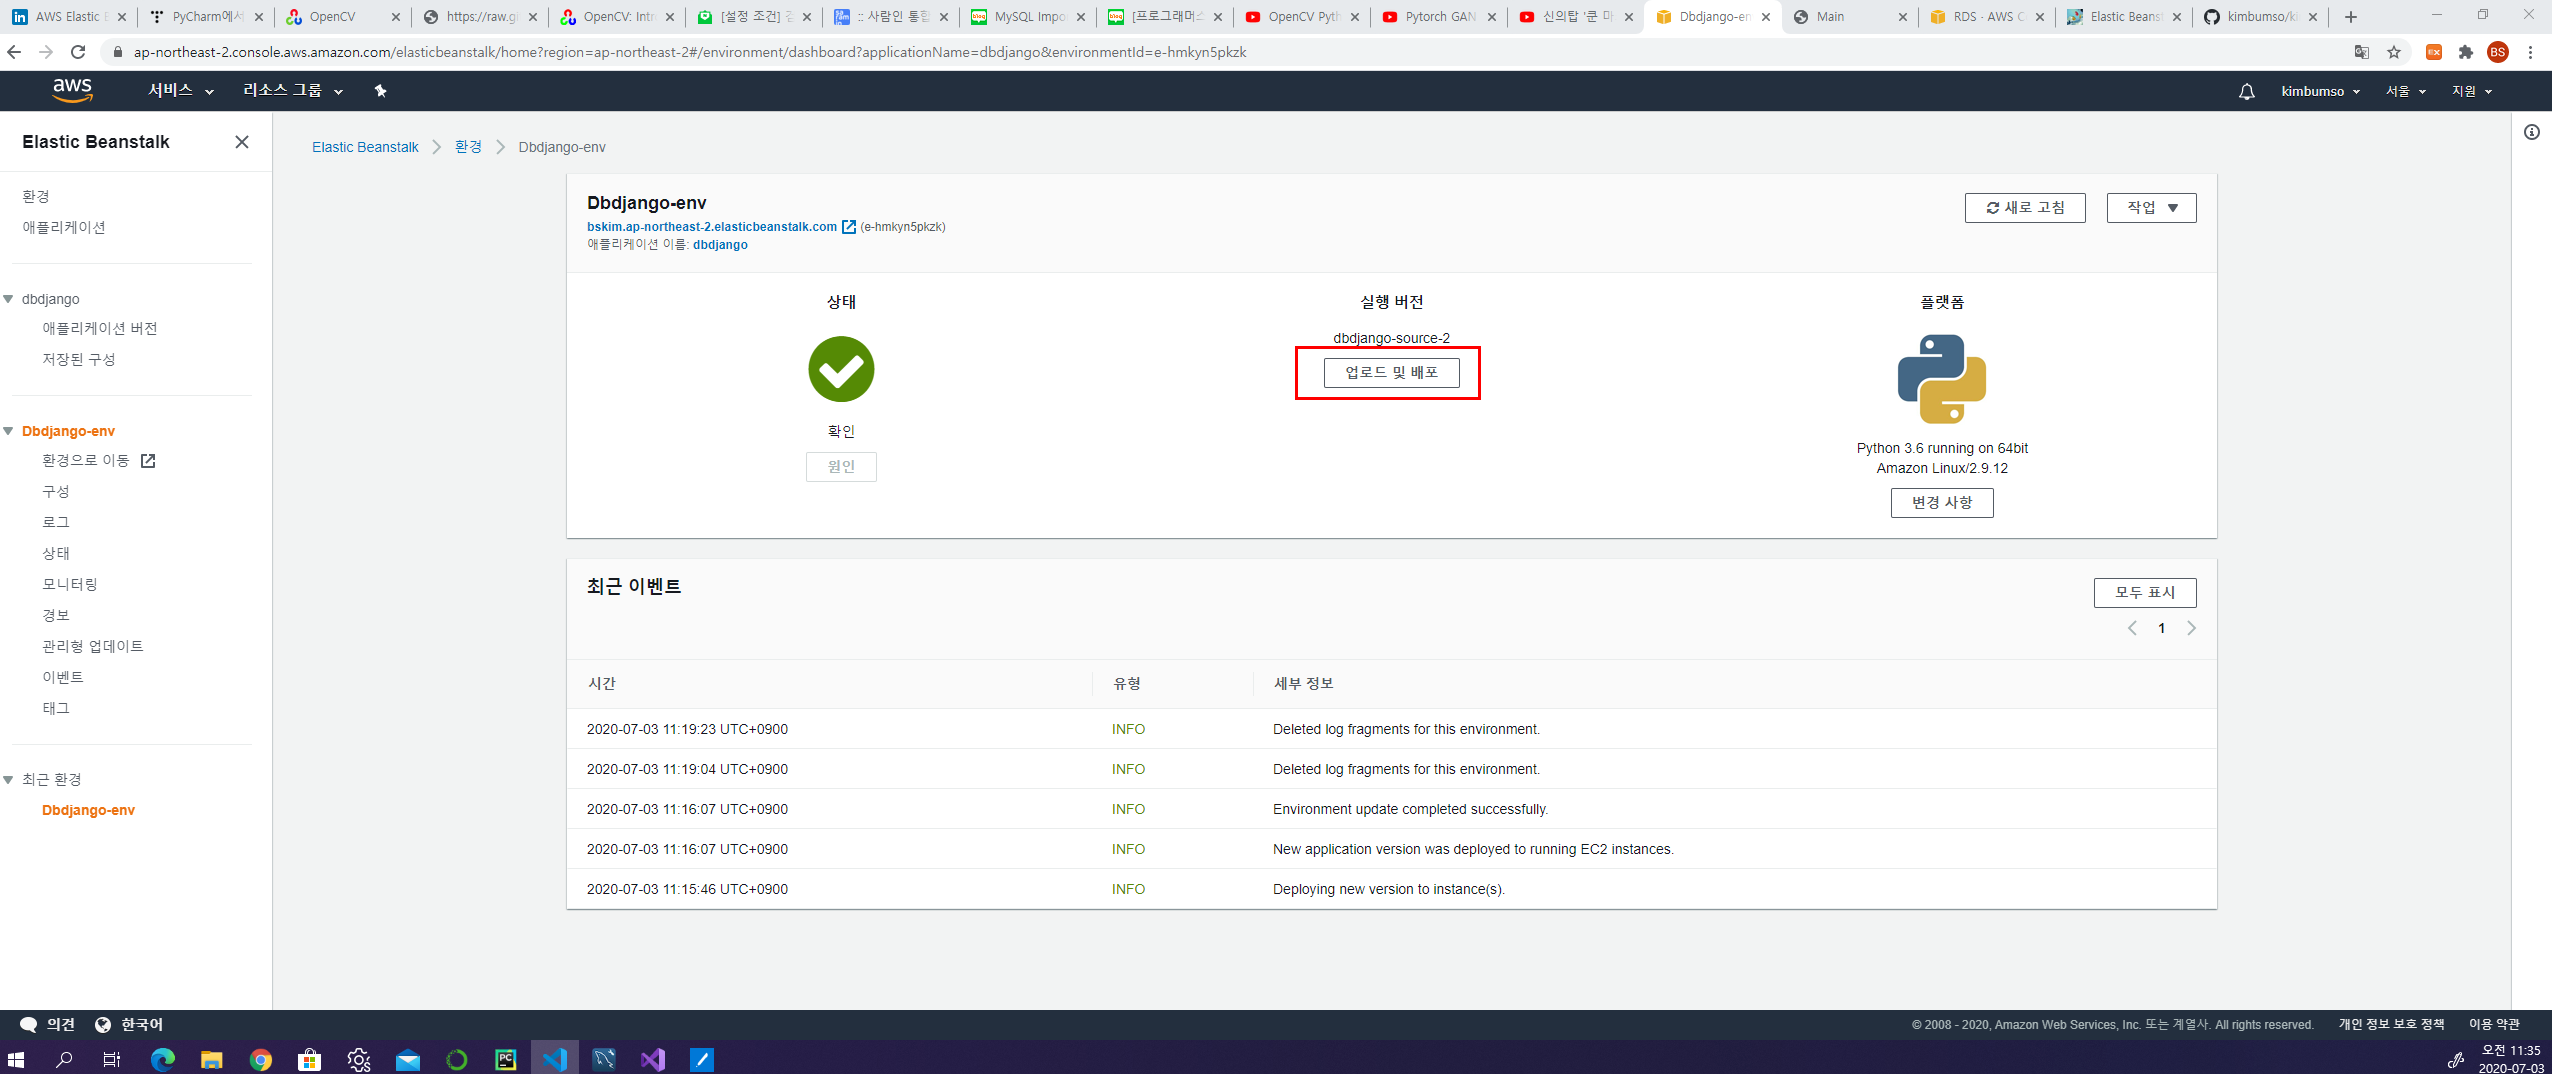 AWS Elastic B
PyCharm에서
OpenCV
https://raw.gi
OpenCV: Intr
[설정 조건] 김
:: 사람인 통합
MySQL Impo
[프로그래머스
OpenCV Pyth
Pytorch GAN
신의탑 '쿤 마
Dbdjango-en
Main
RDS · AWS C
Elastic Beanst
kimbumso/ki
ap-northeast-2.console.aws.amazon.com/elasticbeanstalk/home?region=ap-northeast-2#/environment/dashboard?applicationName=dbdjango&environmentId=e-hmkyn5pkzk
BS
aws
서비스
리소스 그룹
kimbumso
서울
지원
Elastic Beanstalk
환경
애플리케이션
dbdjango
애플리케이션 버전
저장된 구성
Dbdjango-env
환경으로 이동
구성
로그
상태
모니터링
경보
관리형 업데이트
이벤트
태그
최근 환경
Dbdjango-env
Elastic Beanstalk
환경
Dbdjango-env
Dbdjango-env
bskim.ap-northeast-2.elasticbeanstalk.com (e-hmkyn5pkzk)
애플리케이션 이름: dbdjango
새로 고침
작업
상태
확인
원인
실행 버전
dbdjango-source-2
업로드 및 배포
플랫폼
Python 3.6 running on 64bit
Amazon Linux/2.9.12
변경 사항
최근 이벤트
모두 표시
1
시간 유형 세부 정보
2020-07-03 11:19:23 UTC+0900 INFO Deleted log fragments for this environment.
2020-07-03 11:19:04 UTC+0900 INFO Deleted log fragments for this environment.
2020-07-03 11:16:07 UTC+0900 INFO Environment update completed successfully.
2020-07-03 11:16:07 UTC+0900 INFO New application version was deployed to running EC2 instances.
2020-07-03 11:15:46 UTC+0900 INFO Deploying new version to instance(s).
의견
한국어
© 2008 - 2020, Amazon Web Services, Inc. 또는 계열사. All rights reserved.
개인 정보 보호 정책
이용 약관
PC
오전 11:35
2020-07-03